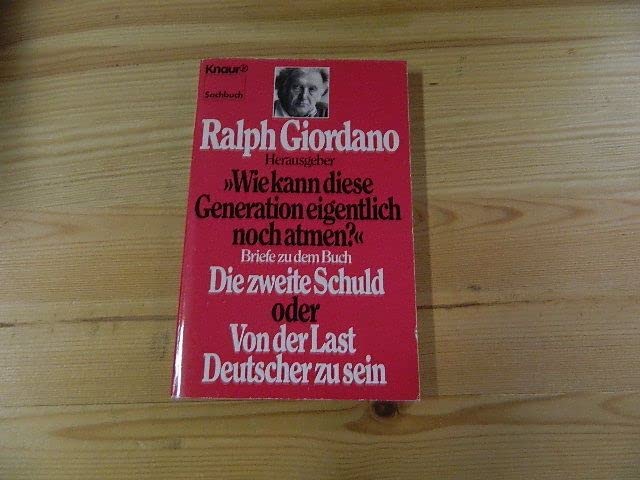 Knaur®
Sachbuch
Ralph Giordano
Herausgeber
»Wie kann diese
Generation eigentlich
noch atmen?«
Briefe zu dem Buch
Die zweite Schuld
oder
Von der Last
Deutscher zu sein